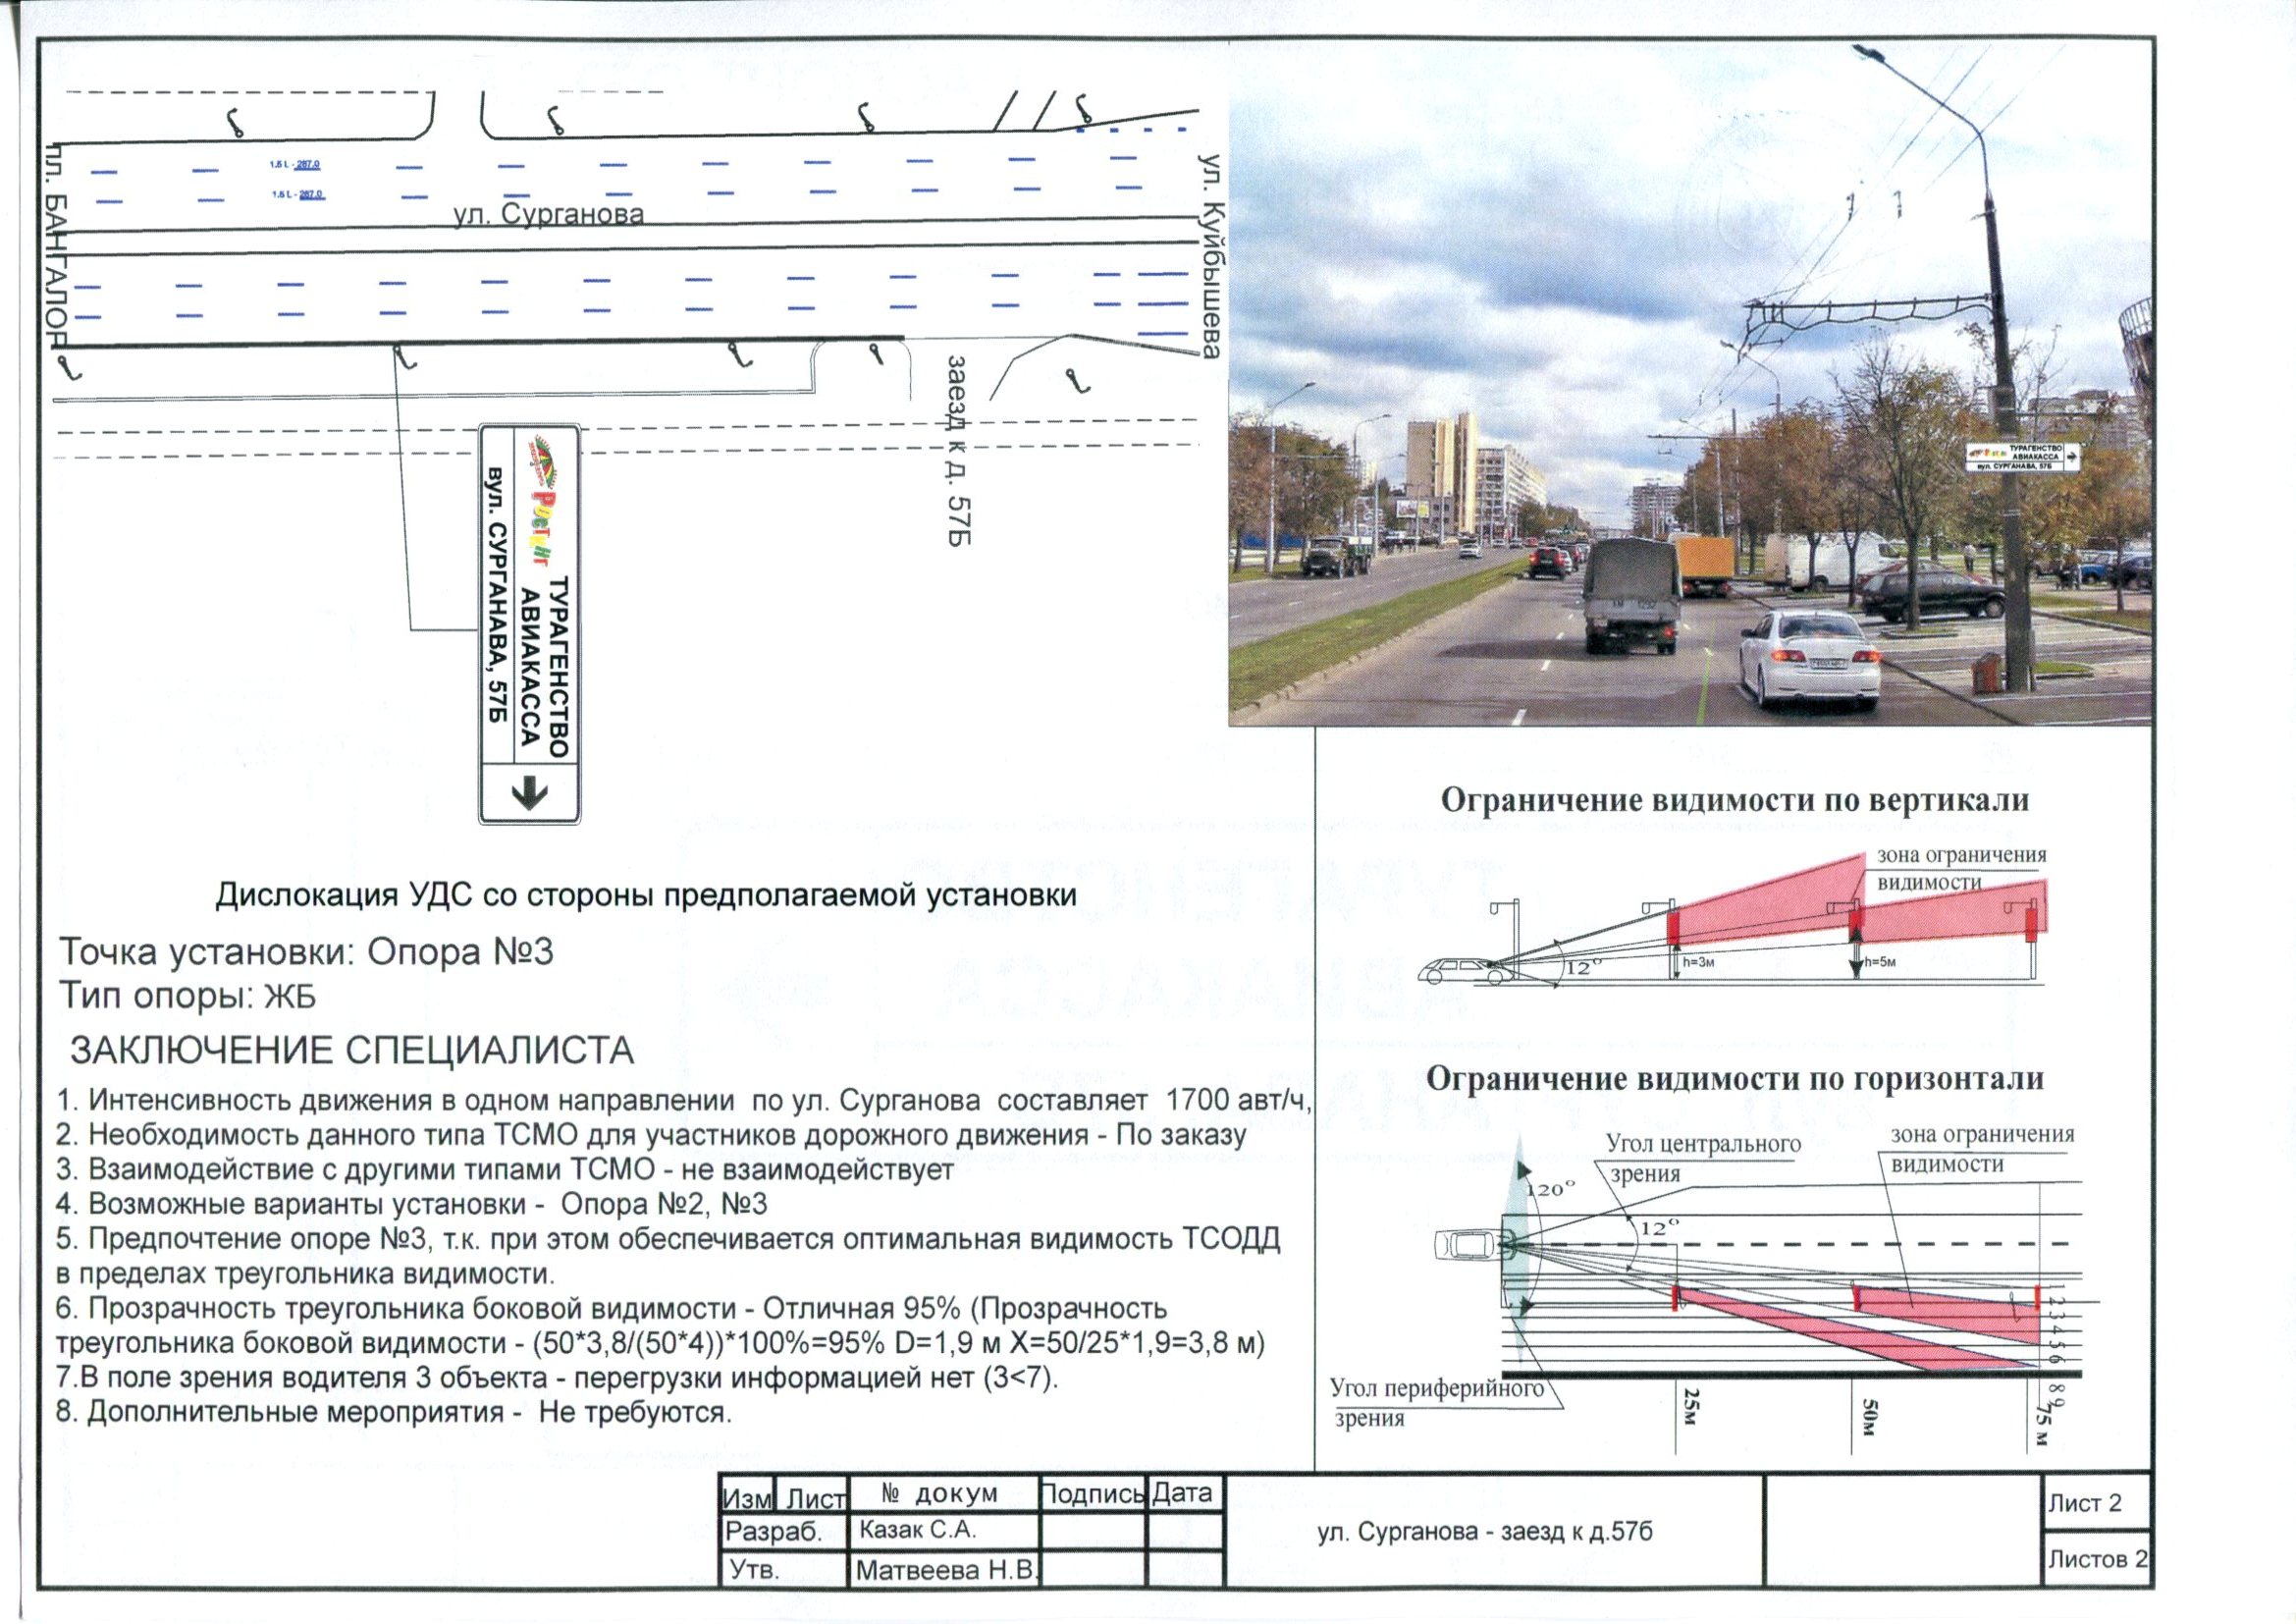 пл. БАНГАЛОР
1.5 L - 287.0
1.5 L - 287.0
ул. Сурганова
ул. Куйбышева
заезд к д. 57Б
РостКинг
ТУРАГЕНСТВО
АВИАКАССА
вул. СУРГАНАВА, 57Б
ТУРАГЕНСТВО
АВИАКАССА
вул. СУРГАНАВА, 57Б
Дислокация УДС со стороны предполагаемой установки
Точка установки: Опора №3
Тип опоры: ЖБ
ЗАКЛЮЧЕНИЕ СПЕЦИАЛИСТА
1. Интенсивность движения в одном направлении по ул. Сурганова составляет 1700 авт/ч,
2. Необходимость данного типа ТСМО для участников дорожного движения - По заказу
3. Взаимодействие с другими типами ТСМО - не взаимодействует
4. Возможные варианты установки - Опора №2, №3
5. Предпочтение опоре №3, т.к. при этом обеспечивается оптимальная видимость ТСОДД
в пределах треугольника видимости.
6. Прозрачность треугольника боковой видимости - Отличная 95% (Прозрачность
треугольника боковой видимости - (50*3,8/(50*4))*100%=95% D=1,9 м X=50/25*1,9=3,8 м)
7.В поле зрения водителя 3 объекта - перегрузки информацией нет (3<7).
8. Дополнительные мероприятия - Не требуются.
Ограничение видимости по вертикали
зона ограничения
видимости
12°
h=3м
h=5м
Ограничение видимости по горизонтали
Угол центрального
зрения
зона ограничения
видимости
120°
12°
1 2 3 4 5 6 8 9
Угол периферийного
зрения
25м
50м
75 м
Изм Лист № докум Подпись Дата
Разраб. Казак С.А.
Утв. Матвеева Н.В.
ул. Сурганова - заезд к д.57б
Лист 2
Листов 2